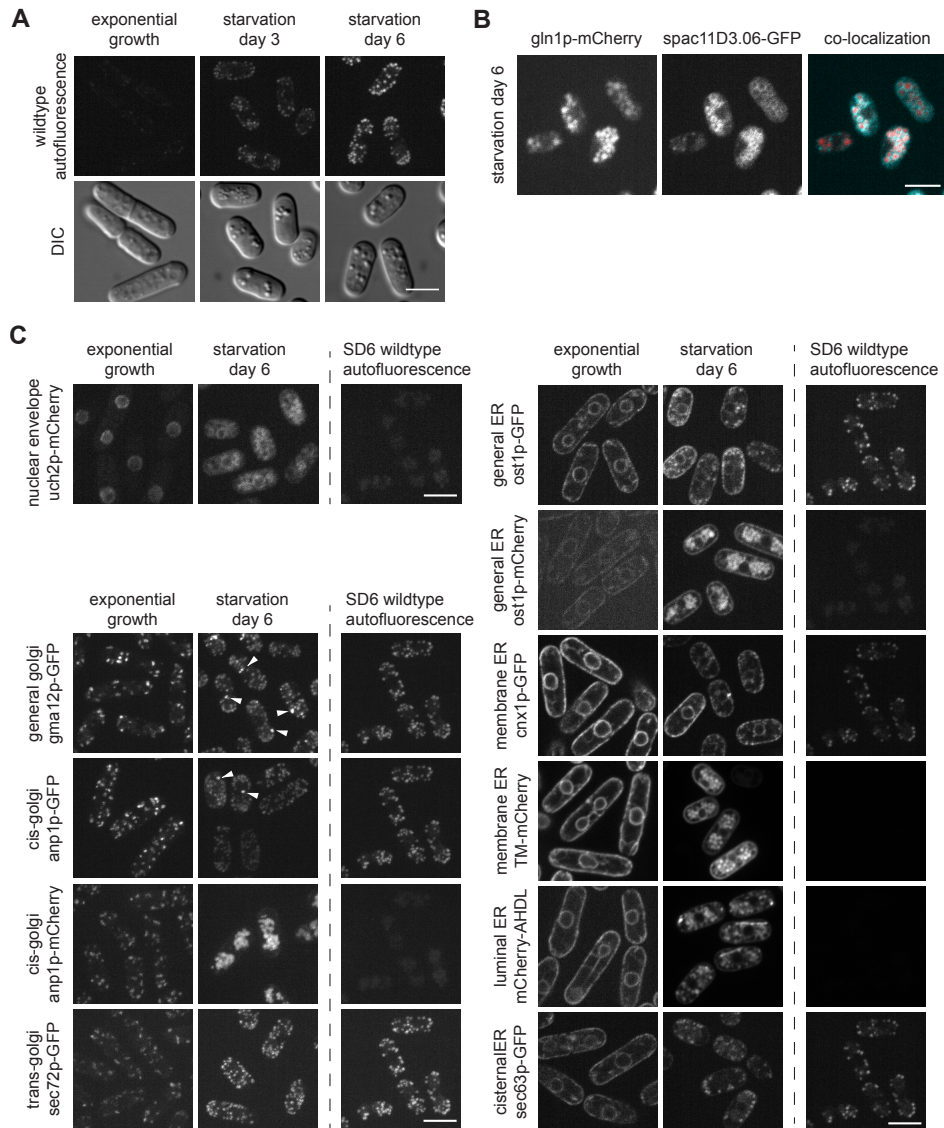 A
exponential growth
starvation day 3
starvation day 6
wildtype autofluorescence
DIC
B
gln1p-mCherry
spac11D3.06-GFP
co-localization
starvation day 6
C
exponential growth
starvation day 6
SD6 wildtype autofluorescence
nuclear envelope
uch2p-mCherry
exponential growth
starvation day 6
SD6 wildtype autofluorescence
general golgi
gma12p-GFP
cis-golgi
anp1p-GFP
cis-golgi
anp1p-mCherry
trans-golgi
sec72p-GFP
exponential growth
starvation day 6
SD6 wildtype autofluorescence
general ER
ost1p-GFP
general ER
ost1p-mCherry
membrane ER
cnx1p-GFP
membrane ER
TM-mCherry
luminal ER
mCherry-AHDL
cisternalER
sec63p-GFP